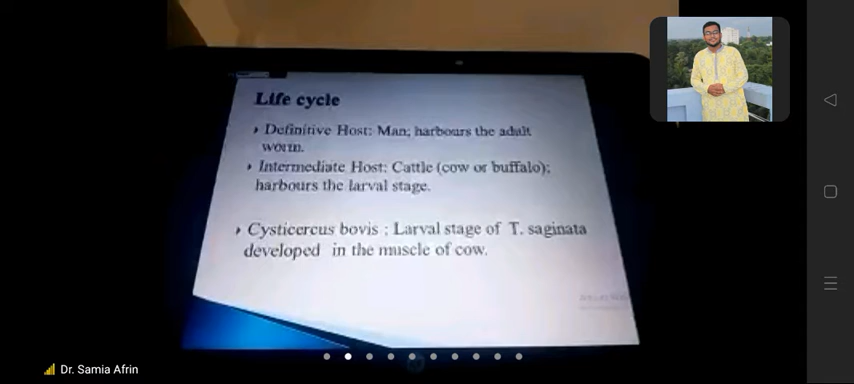 Life cycle
Definitive Host: Man; harbours the adult
worm.
Intermediate Host: Cattle (cow or buffalo);
harbours the larval stage.
Cysticercus bovis : Larval stage of T. saginata
developed in the muscle of cow.
Dr. Samia Afrin